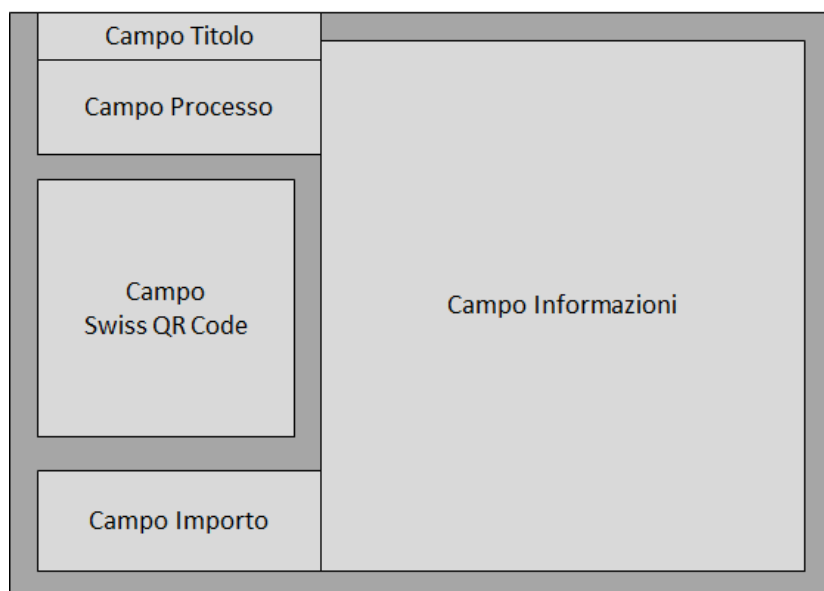 Campo Titolo
Campo Processo
Campo
Swiss QR Code
Campo Importo
Campo Informazioni